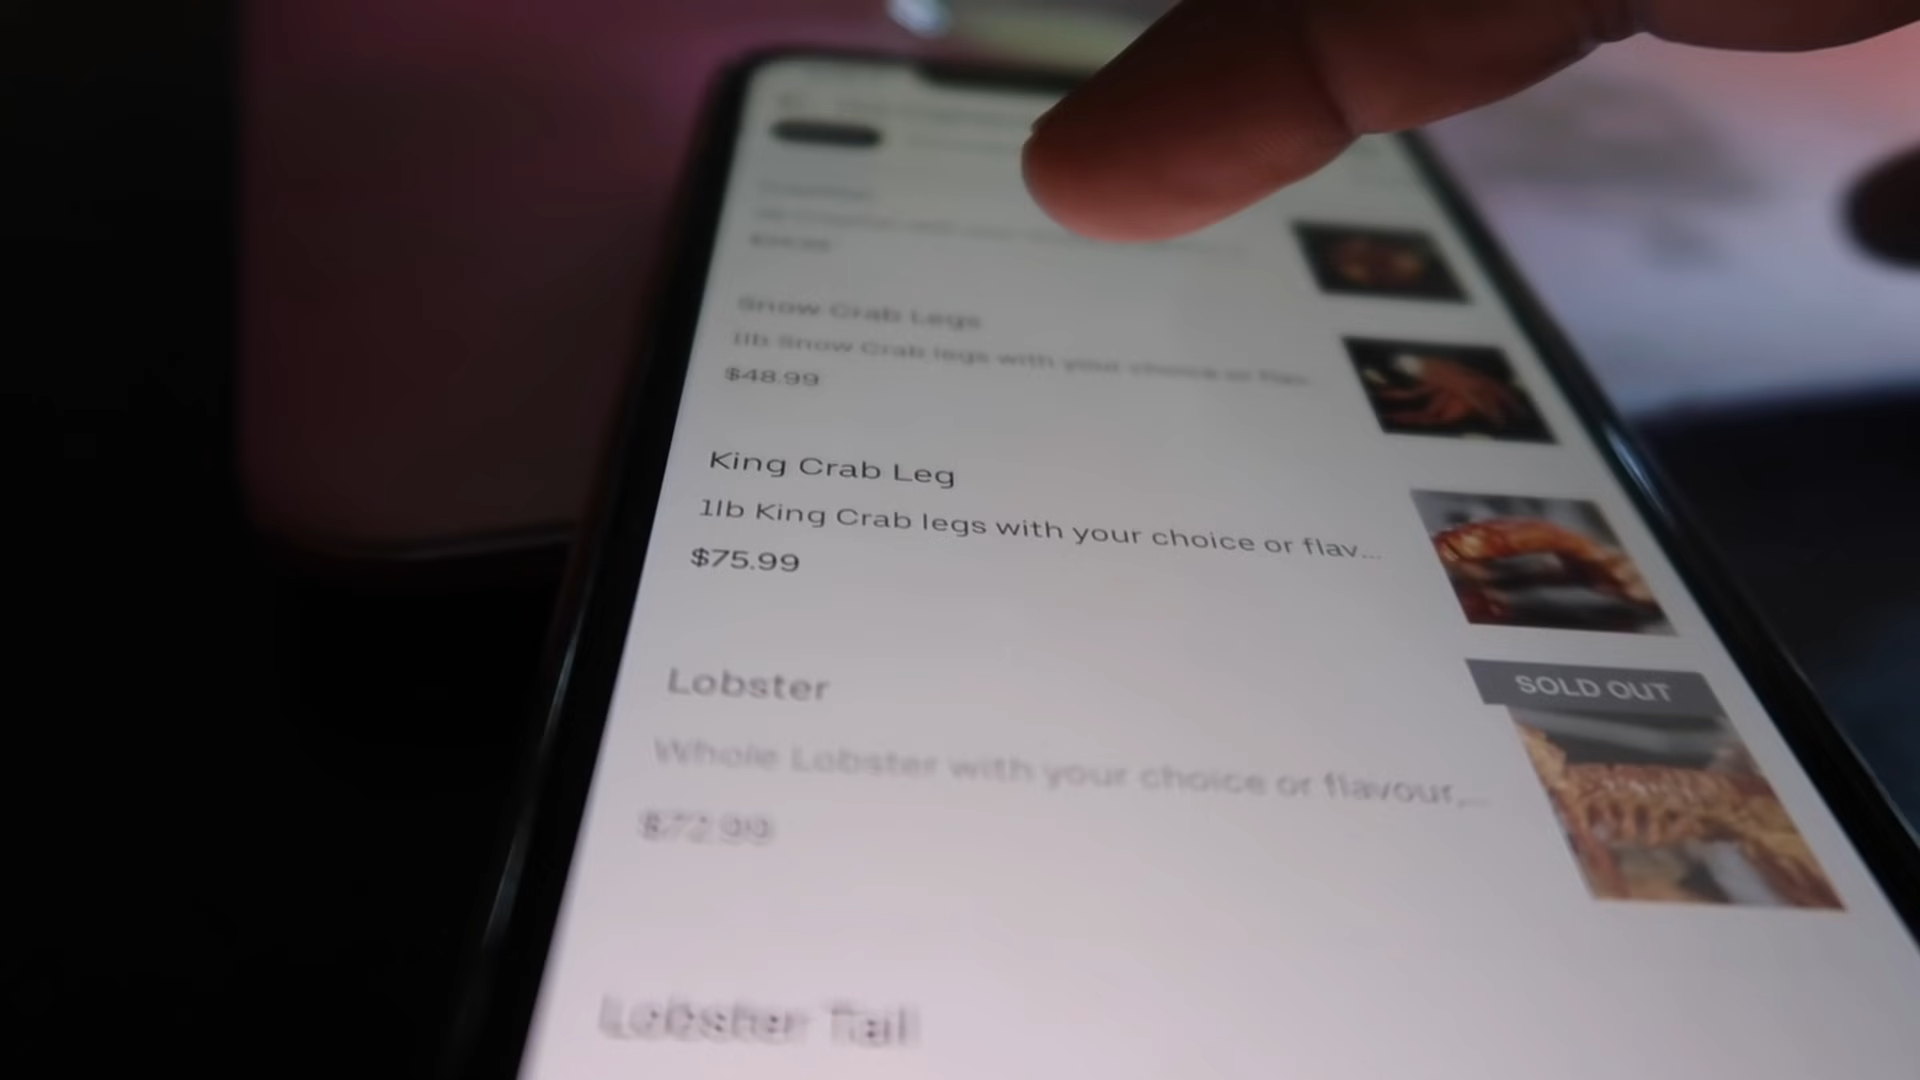 Snow Crab Legs
1lb Snow Crab legs with your choice or flav...
$48.99
King Crab Leg
1lb King Crab legs with your choice or flav...
$75.99
SOLD OUT
Lobster
Whole Lobster with your choice or flavour,...
$72.99
Lobster Tail